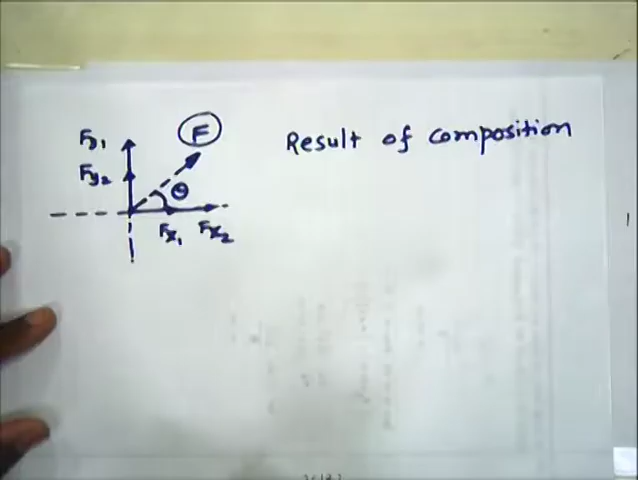 Fy1
F
Result of composition
Fy2
θ
Fx1 Fx2